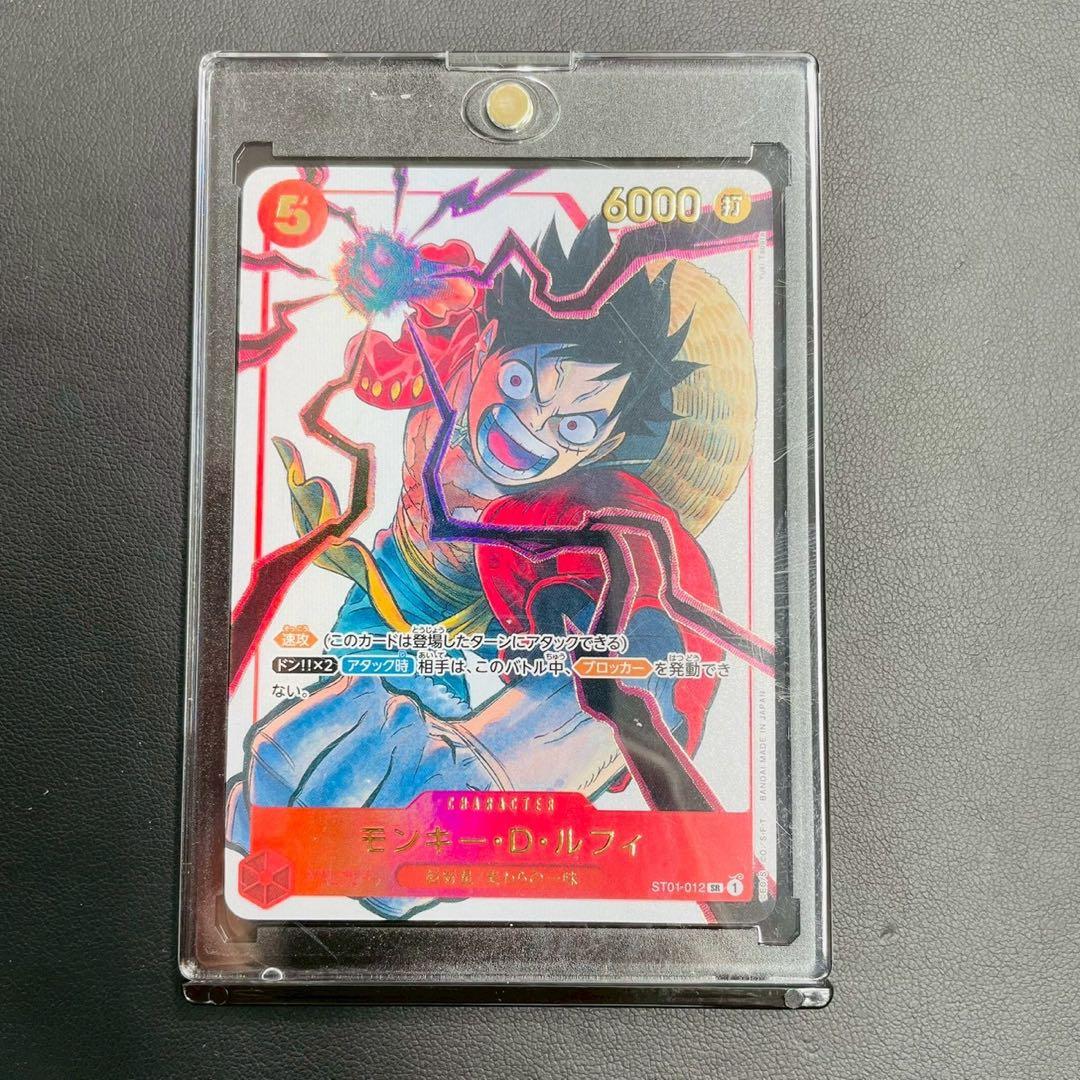 5
6000 打
速攻 (このカードは登場したターンにアタックできる)
ドン!!×2 アタック時 相手は、このバトル中、ブロッカー を発動でき
ない。
BANDAI MADE IN JAPAN
CHARACTER
モンキー・D・ルフィ
超新星/麦わらの一味
ST01-012 SR 1